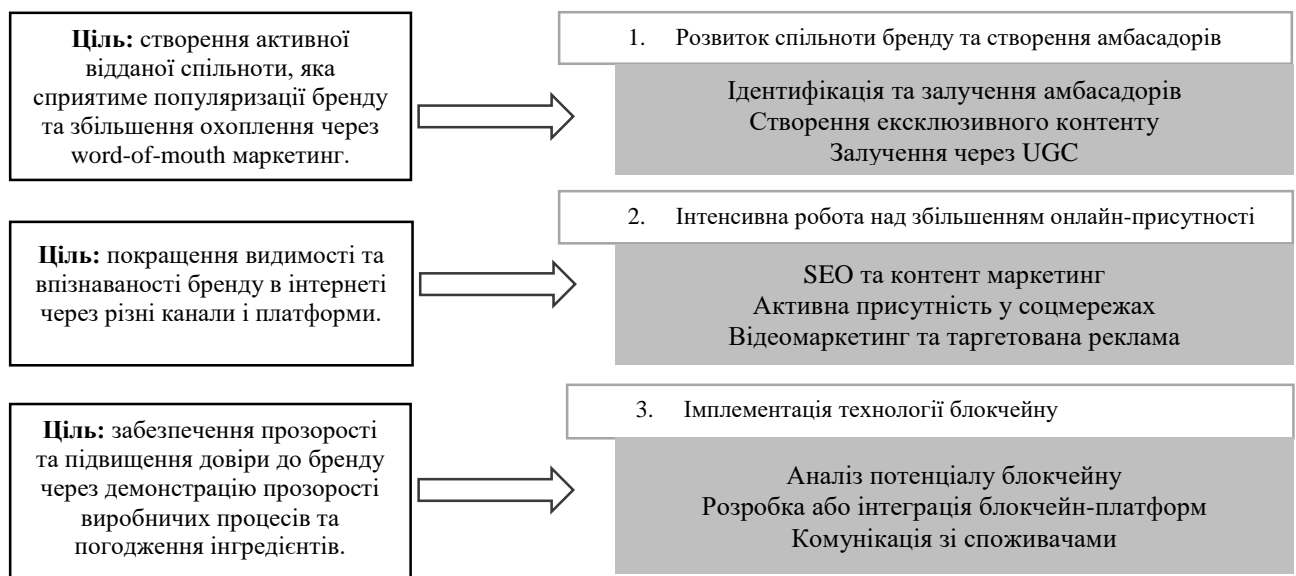 Ціль: створення активної
відданої спільноти, яка
сприятиме популяризації бренду
та збільшення охоплення через
word-of-mouth маркетинг.
1. Розвиток спільноти бренду та створення амбасадорів
Ідентифікація та залучення амбасадорів
Створення ексклюзивного контенту
Залучення через UGC
Ціль: покращення видимості та
впізнаваності бренду в інтернеті
через різні канали і платформи.
2. Інтенсивна робота над збільшенням онлайн-присутності
SEO та контент маркетинг
Активна присутність у соцмережах
Відеомаркетинг та таргетована реклама
Ціль: забезпечення прозорості
та підвищення довіри до бренду
через демонстрацію прозорості
виробничих процесів та
погодження інгредієнтів.
3. Імплементація технології блокчейну
Аналіз потенціалу блокчейну
Розробка або інтеграція блокчейн-платформ
Комунікація зі споживачами